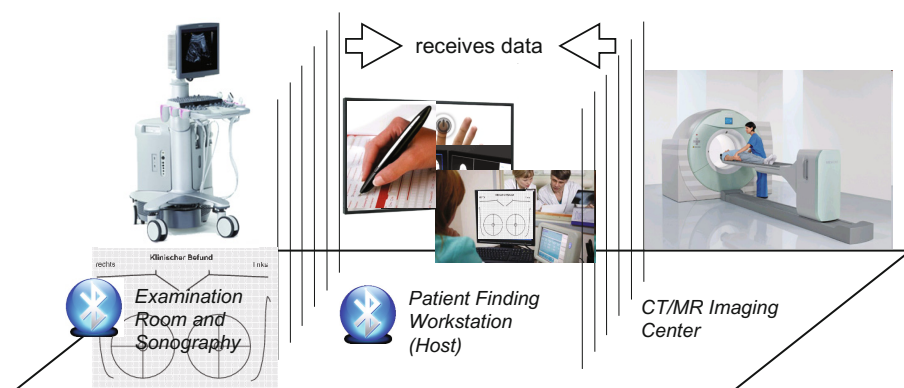 receives data
Klinischer Befund
rechts
links
Examination
Room and
Sonography
Patient Finding
Workstation
(Host)
CT/MR Imaging
Center